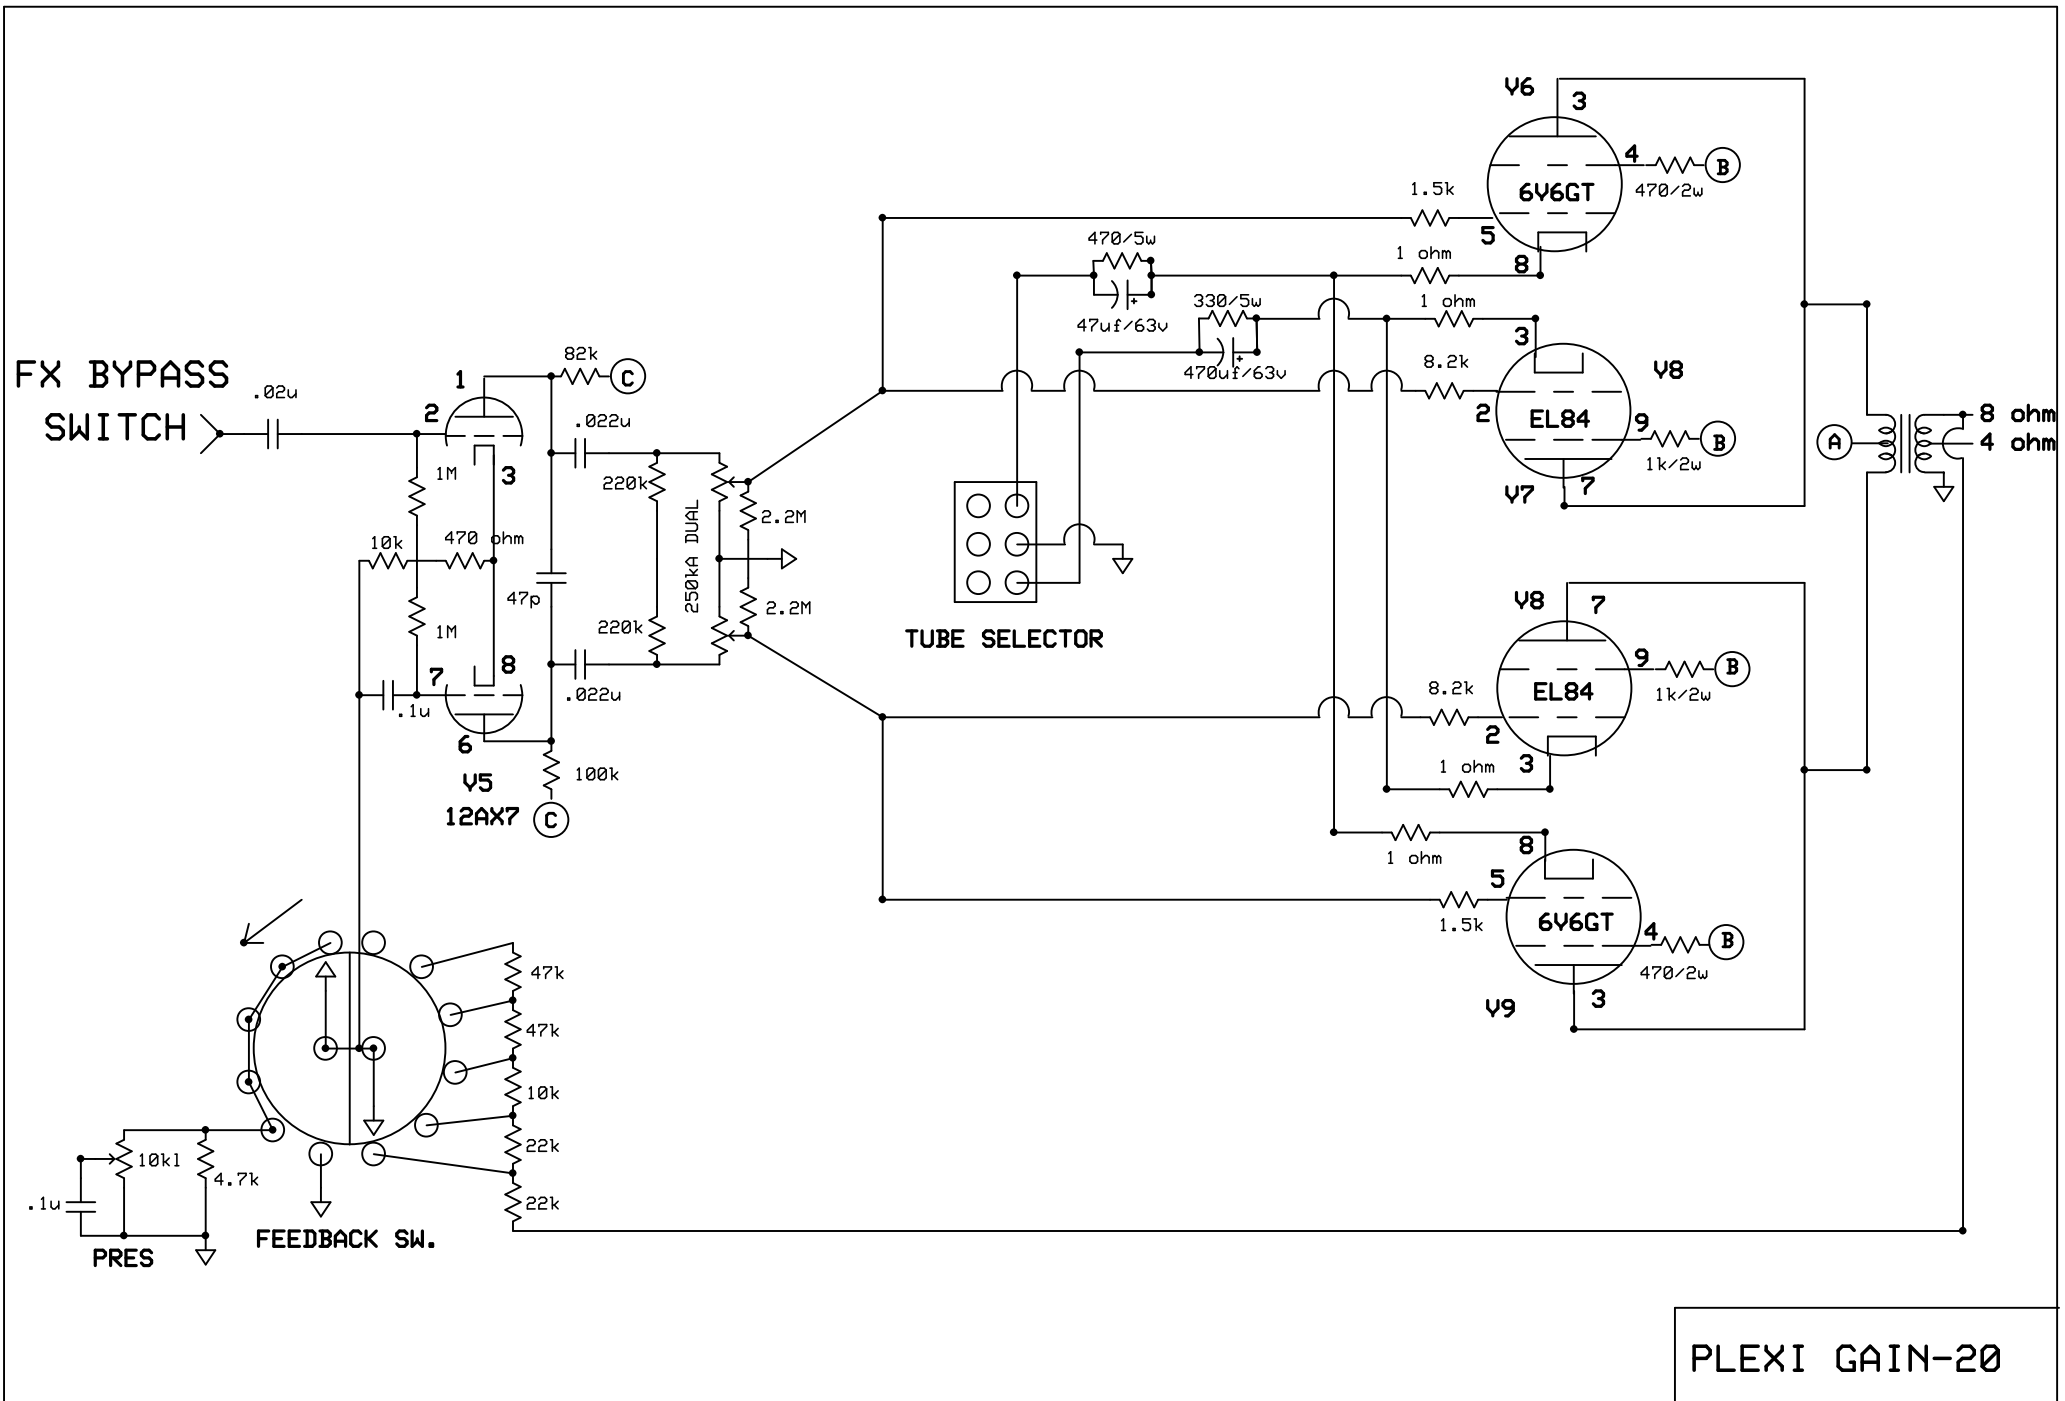 V6
3
4
B
6V6GT
470/2w
1.5k
5
470/5w
1 ohm
8
47uf/63v
330/5w
1 ohm
3
470uf/63v
8.2k
V8
2
EL84
9
B
1k/2w
V7
7
FX BYPASS
SWITCH
.02u
1
82k
C
2
.022u
3
1M
220k
250kA DUAL
2.2M
10k
470 ohm
47p
2.2M
1M
220k
7
8
.1u
.022u
6
V5
12AX7
100k
C
TUBE SELECTOR
A
8 ohm
4 ohm
V8
7
9
B
8.2k
EL84
1k/2w
2
1 ohm
3
1 ohm
8
5
1.5k
6V6GT
4
B
470/2w
V9
3
47k
47k
10k
22k
22k
10kl
4.7k
.1u
PRES
FEEDBACK SW.
PLEXI GAIN-20